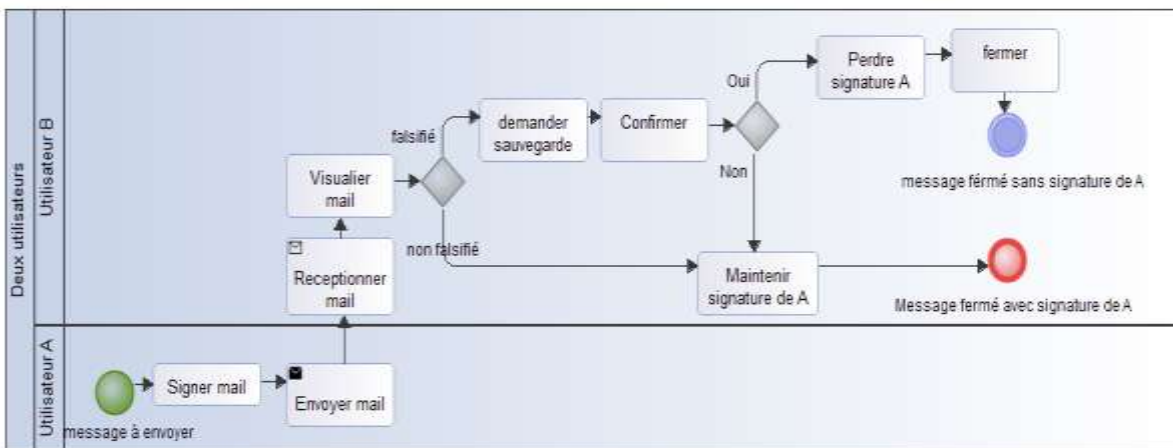 Deux utilisateurs
Utilisateur B
Utilisateur A
Oui
Perdre
signature A
fermer
falsifié
demander
sauvegarde
Confirmer
Visualier
mail
Non
message férmé sans signature de A
non falsifié
Receptionner
mail
Maintenir
signature de A
Message fermé avec signature de A
Signer mail
Envoyer mail
message à envoyer